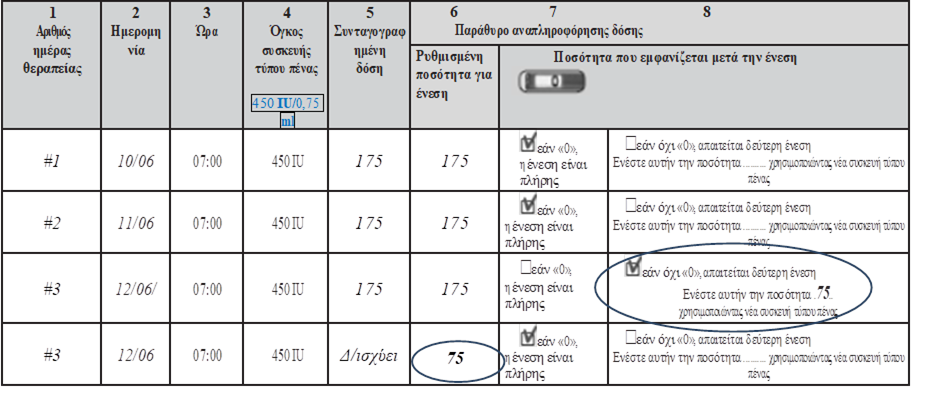 1 2 3 4 5 6 7 8
Αριθμός ημέρας θεραπείας
Ημερομηνία
Ώρα
Όγκος συσκευής τύπου πένας
450 IU/0,75 ml
Συνταγογραφημένη δόση
Παράθυρο αναπληροφόρησης δόσης
Ρυθμισμένη ποσότητα για ένεση
Ποσότητα που εμφανίζεται μετά την ένεση
#1 10/06 07:00 450 IU 175 175
☑εάν «0»,
η ένεση είναι
πλήρης
☐εάν όχι «0», απαιτείται δεύτερη ένεση
Ενέστε αυτήν την ποσότητα........... χρησιμοποιώντας νέα συσκευή τύπου
πένας
#2 11/06 07:00 450 IU 175 175
☑εάν «0»,
η ένεση είναι
πλήρης
☐εάν όχι «0», απαιτείται δεύτερη ένεση
Ενέστε αυτήν την ποσότητα........... χρησιμοποιώντας νέα συσκευή τύπου
πένας
#3 12/06/ 07:00 450 IU 175 175
☐εάν «0»,
η ένεση είναι
πλήρης
☑εάν όχι «0», απαιτείται δεύτερη ένεση
Ενέστε αυτήν την ποσότητα ..75..
χρησιμοποιώντας νέα συσκευή τύπου πένας
#3 12/06 07:00 450 IU Δ/ισχύει 75
☑εάν «0»,
η ένεση είναι
πλήρης
☐εάν όχι «0», απαιτείται δεύτερη ένεση
Ενέστε αυτήν την ποσότητα........... χρησιμοποιώντας νέα συσκευή τύπου
πένας